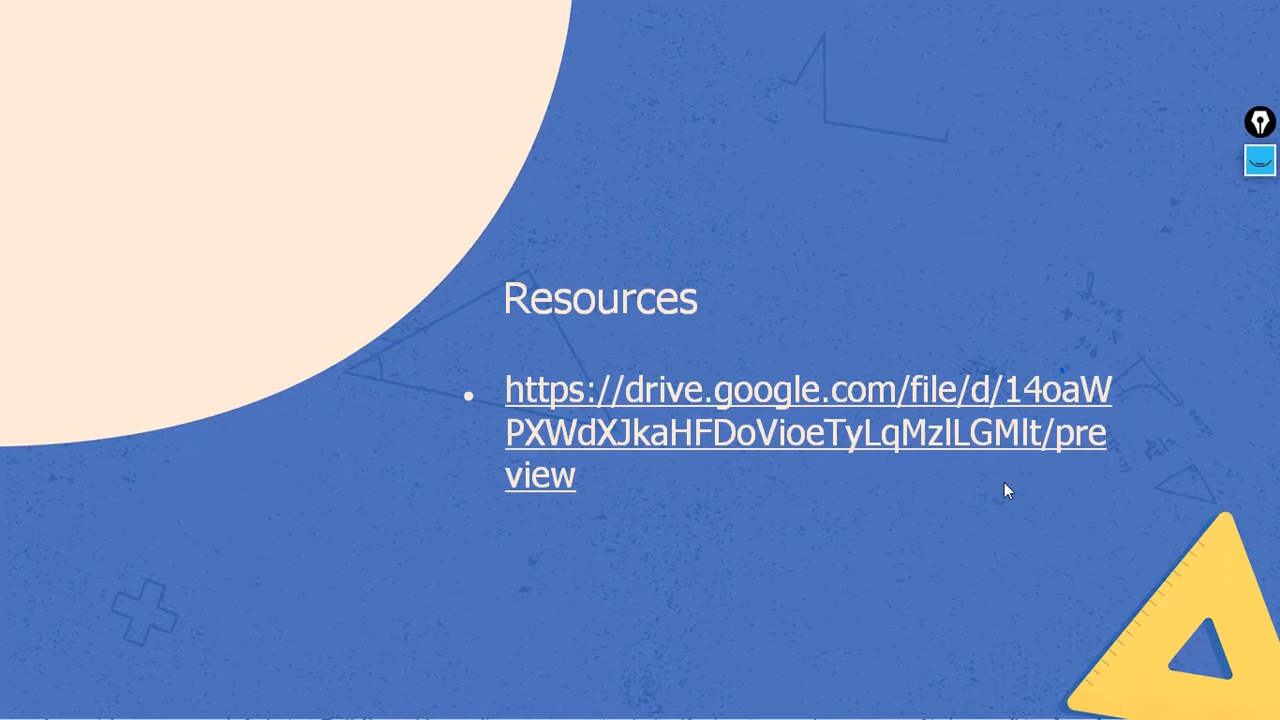 Resources
• https://drive.google.com/file/d/14oaW
PXWdXJkaHFDoVioeTyLqMzlLGMlt/pre
view